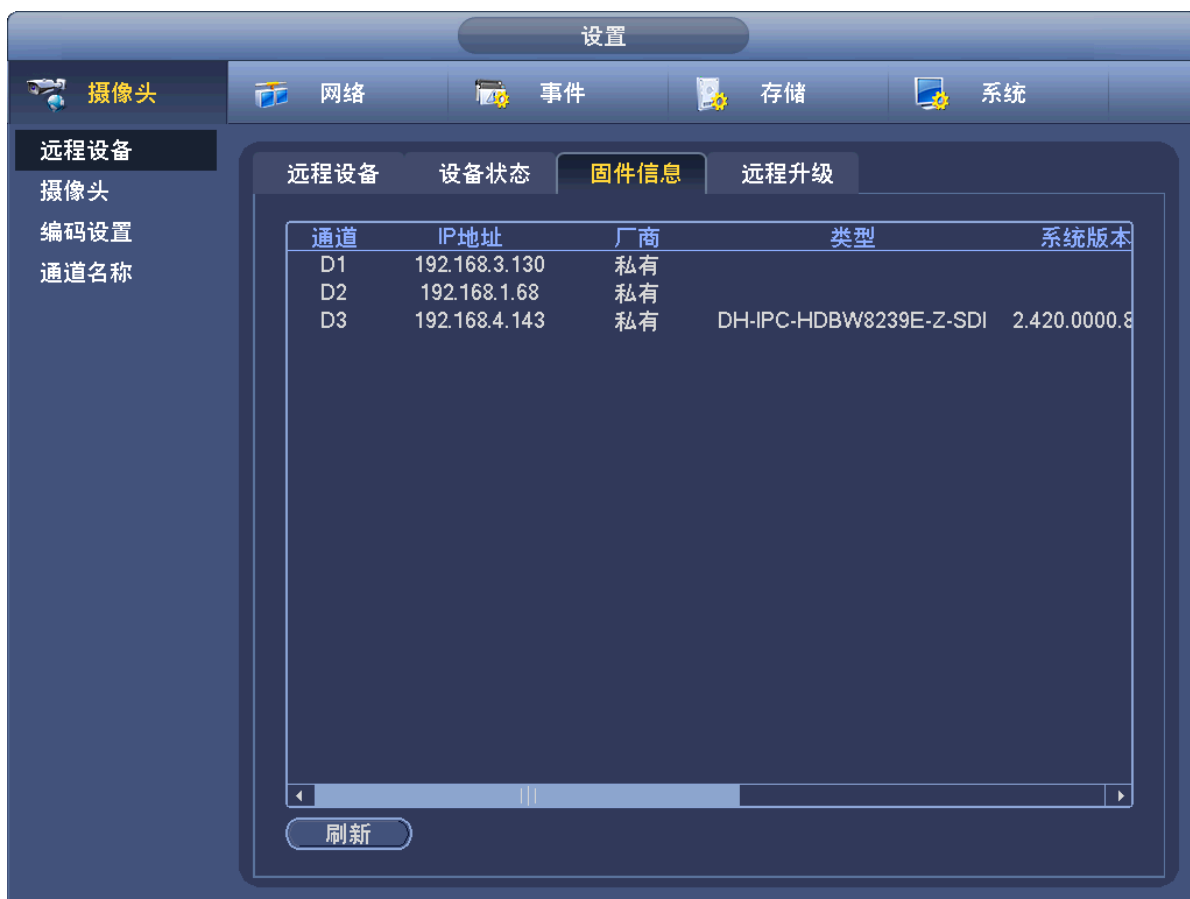 设置
摄像头 网络 事件 存储 系统
远程设备
摄像头
编码设置
通道名称
远程设备 设备状态 固件信息 远程升级
通道 IP地址 厂商 类型 系统版本
D1 192.168.3.130 私有
D2 192.168.1.68 私有
D3 192.168.4.143 私有 DH-IPC-HDBW8239E-Z-SDI 2.420.0000.8
刷新